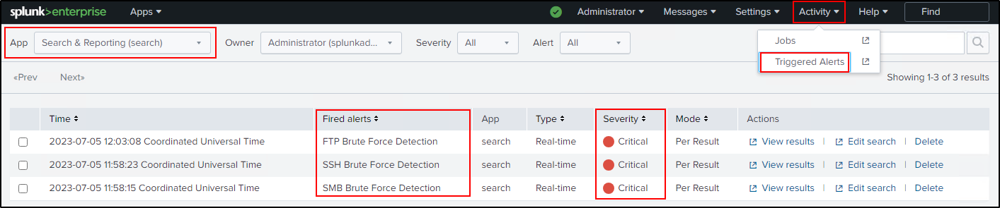 splunk>enterprise Apps Administrator Messages Settings Activity Help Find
Jobs
Triggered Alerts
App Search & Reporting (search) Owner Administrator (splunkad... Severity All Alert All
«Prev Next» Showing 1-3 of 3 results
Time Fired alerts App Type Severity Mode Actions
2023-07-05 12:03:08 Coordinated Universal Time FTP Brute Force Detection search Real-time Critical Per Result View results | Edit search | Delete
2023-07-05 11:58:23 Coordinated Universal Time SSH Brute Force Detection search Real-time Critical Per Result View results | Edit search | Delete
2023-07-05 11:58:15 Coordinated Universal Time SMB Brute Force Detection search Real-time Critical Per Result View results | Edit search | Delete